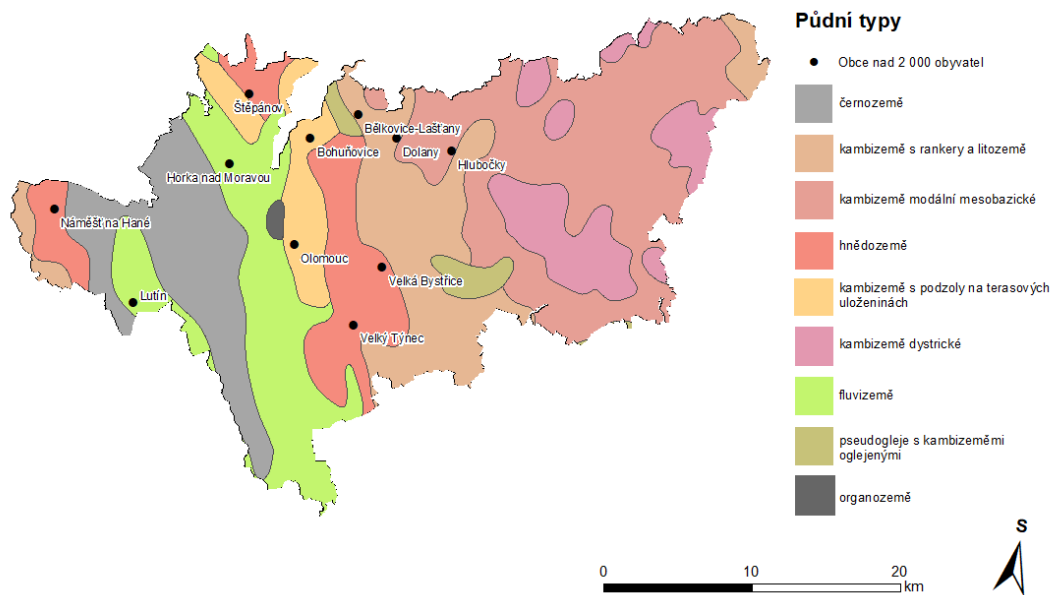 Půdní typy
Obce nad 2 000 obyvatel
černozemě
kambizemě s rankery a litozemě
kambizemě modální mesobazické
hnědozemě
kambizemě s podzoly na terasových
uloženinách
kambizemě dystrické
fluvizemě
pseudogleje s kambizeměmi
oglejenými
organozemě
Štěpánov
Bělkovice-Lašťany
Bohuňovice
Dolany
Hlubočky
Horka nad Moravou
Náměšť na Hané
Olomouc
Velká Bystřice
Lutín
Velký Týnec
S
0
10
20
km